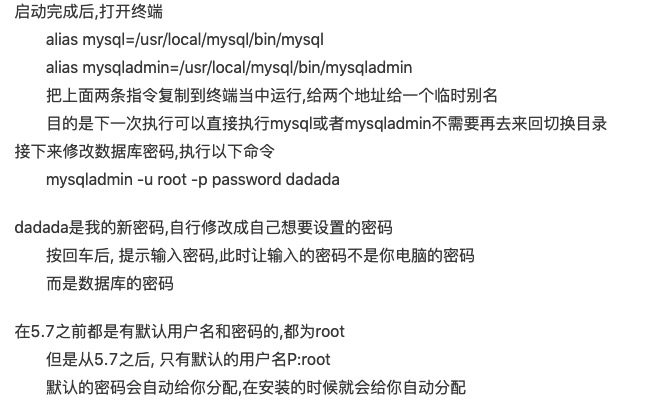 启动完成后,打开终端
alias mysql=/usr/local/mysql/bin/mysql
alias mysqladmin=/usr/local/mysql/bin/mysqladmin
把上面两条指令复制到终端当中运行,给两个地址给一个临时别名
目的是下一次执行可以直接执行mysql或者mysqladmin不需要再去来回切换目录
接下来修改数据库密码,执行以下命令
mysqladmin -u root -p password dadada
dadada是我的新密码,自行修改成自己想要设置的密码
按回车后, 提示输入密码,此时让输入的密码不是你电脑的密码
而是数据库的密码
在5.7之前都是有默认用户名和密码的,都为root
但是从5.7之后, 只有默认的用户名P:root
默认的密码会自动给你分配,在安装的时候就会给你自动分配